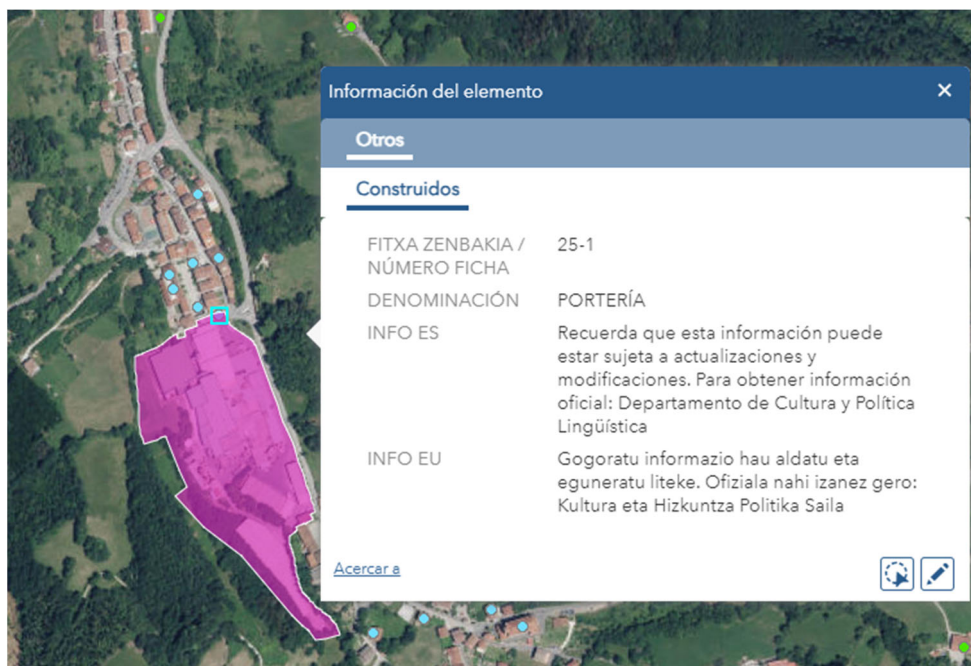 Información del elemento
Otros
Construidos
FITXA ZENBAKIA / 25-1
NÚMERO FICHA
DENOMINACIÓN PORTERÍA
INFO ES Recuerda que esta información puede
estar sujeta a actualizaciones y
modificaciones. Para obtener información
oficial: Departamento de Cultura y Política
Lingüística
INFO EU Gogoratu informazio hau aldatu eta
eguneratu liteke. Ofiziala nahi izanez gero:
Kultura eta Hizkuntza Politika Saila
Acercar a